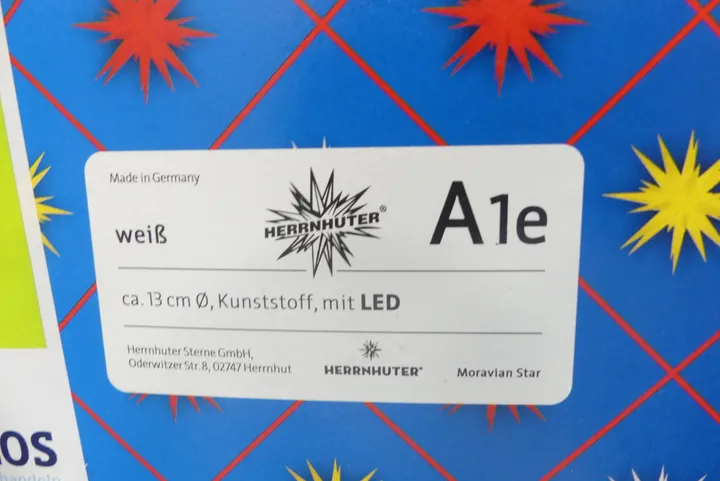 Made in Germany
HERRNHUTER®
A1e
weiß
ca. 13 cm Ø, Kunststoff, mit LED
Herrnhuter Sterne GmbH,
Oderwitzer Str. 8, 02747 Herrnhut
HERRNHUTER®
Moravian Star
OS
handeln